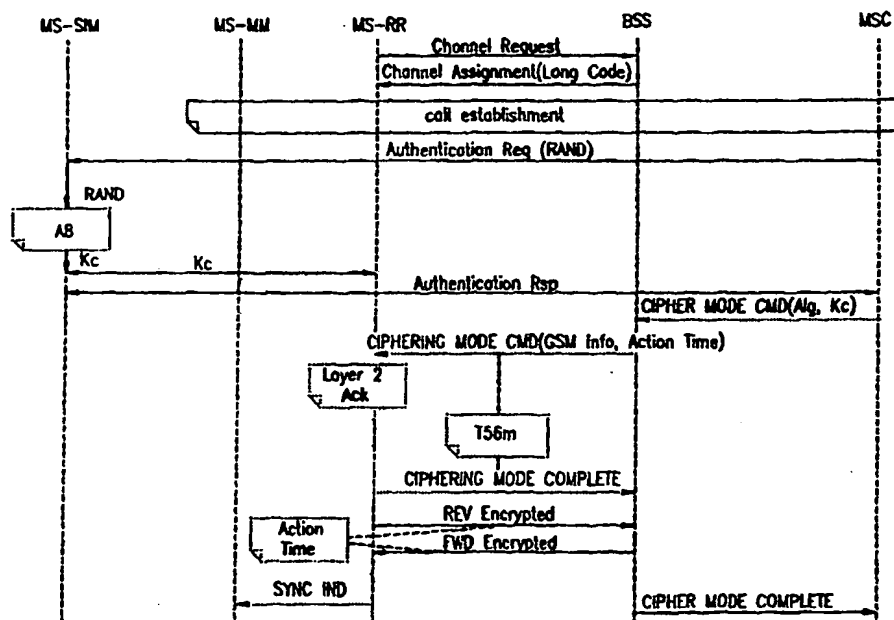 MS-SIM MS-MM MS-RR BSS MSC
Channel Request
Channel Assignment(Long Code)
call establishment
Authentication Req (RAND)
RAND
A8
Kc
Kc
Authentication Rsp
CIPHER MODE CMD(Alg, Kc)
CIPHERING MODE CMD(GSM info, Action Time)
Layer 2
Ack
T56m
CIPHERING MODE COMPLETE
REV Encrypted
Action
Time
FWD Encrypted
SYNC IND
CIPHER MODE COMPLETE